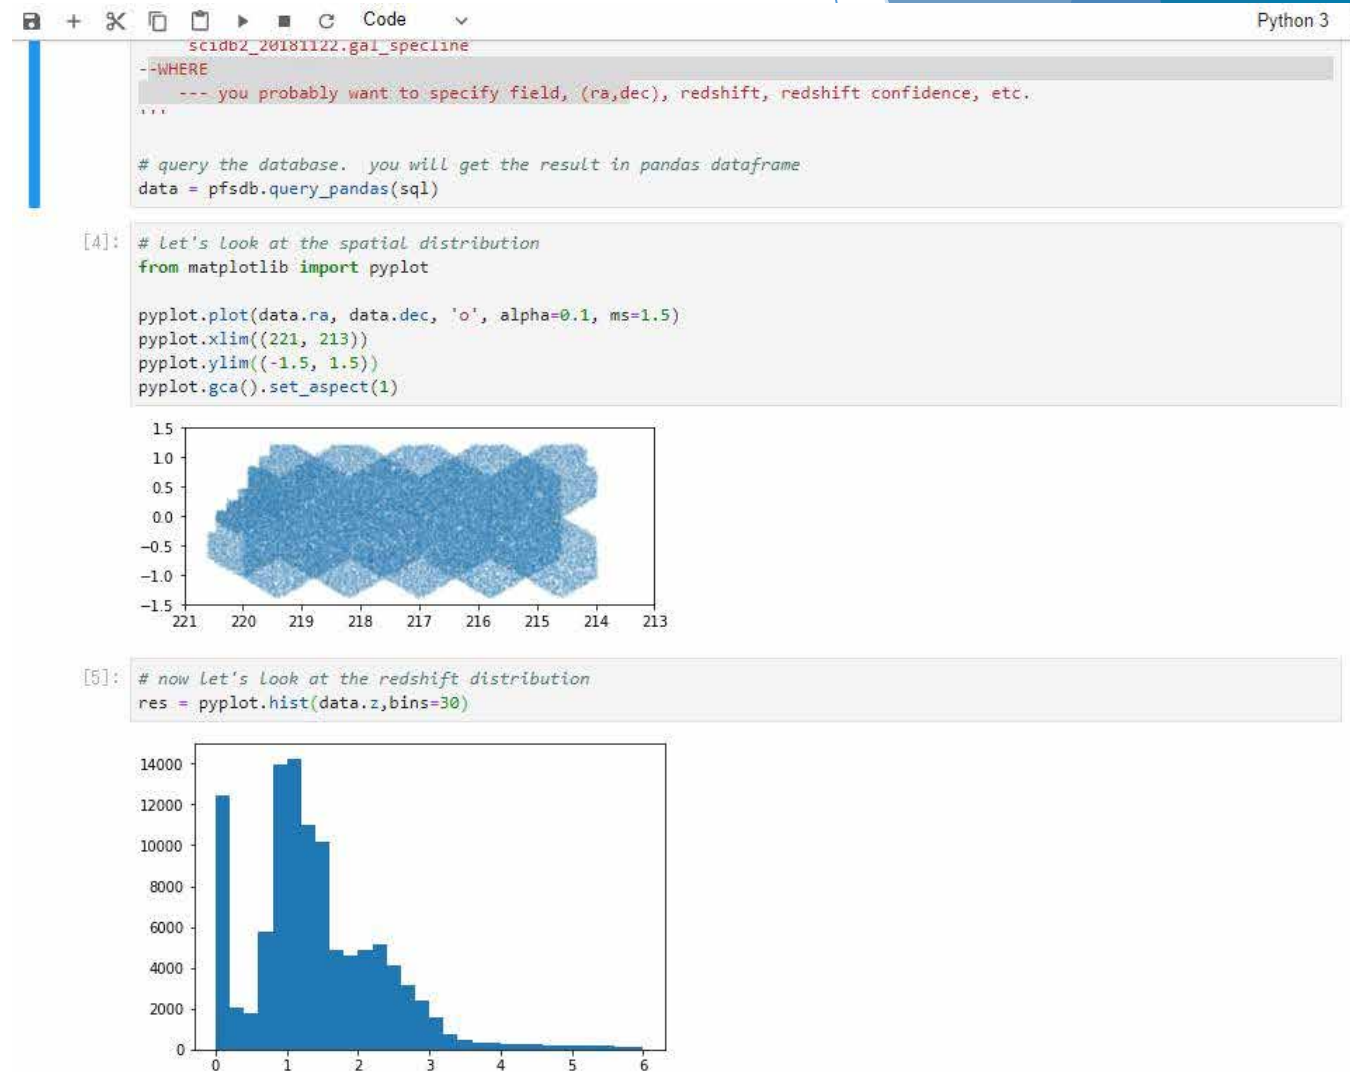 Code
Python 3
scidb2_20181122.gal_specline
--WHERE
--- you probably want to specify field, (ra,dec), redshift, redshift confidence, etc.
'''
# query the database.  you will get the result in pandas dataframe
data = pfsdb.query_pandas(sql)
[4]:
# let's look at the spatial distribution
from matplotlib import pyplot
pyplot.plot(data.ra, data.dec, 'o', alpha=0.1, ms=1.5)
pyplot.xlim((221, 213))
pyplot.ylim((-1.5, 1.5))
pyplot.gca().set_aspect(1)
1.5
1.0
0.5
0.0
−0.5
−1.0
−1.5
221 220 219 218 217 216 215 214 213
[5]:
# now let's look at the redshift distribution
res = pyplot.hist(data.z,bins=30)
14000
12000
10000
8000
6000
4000
2000
0
0 1 2 3 4 5 6